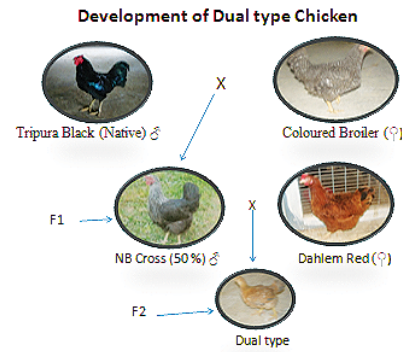 Development of Dual type Chicken
X
Tripura Black (Native) ♂
Coloured Broiler (♀)
F1
X
NB Cross (50%) ♂
Dahlem Red (♀)
F2
Dual type